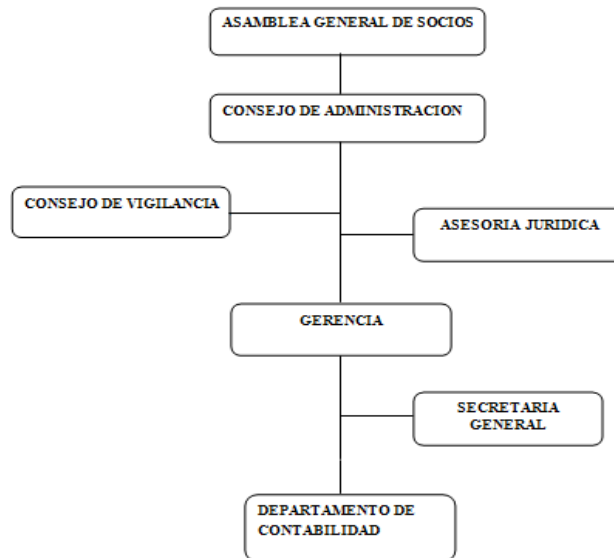 ASAMBLEA GENERAL DE SOCIOS
CONSEJO DE ADMINISTRACION
CONSEJO DE VIGILANCIA
ASESORIA JURIDICA
GERENCIA
SECRETARIA
GENERAL
DEPARTAMENTO DE
CONTABILIDAD